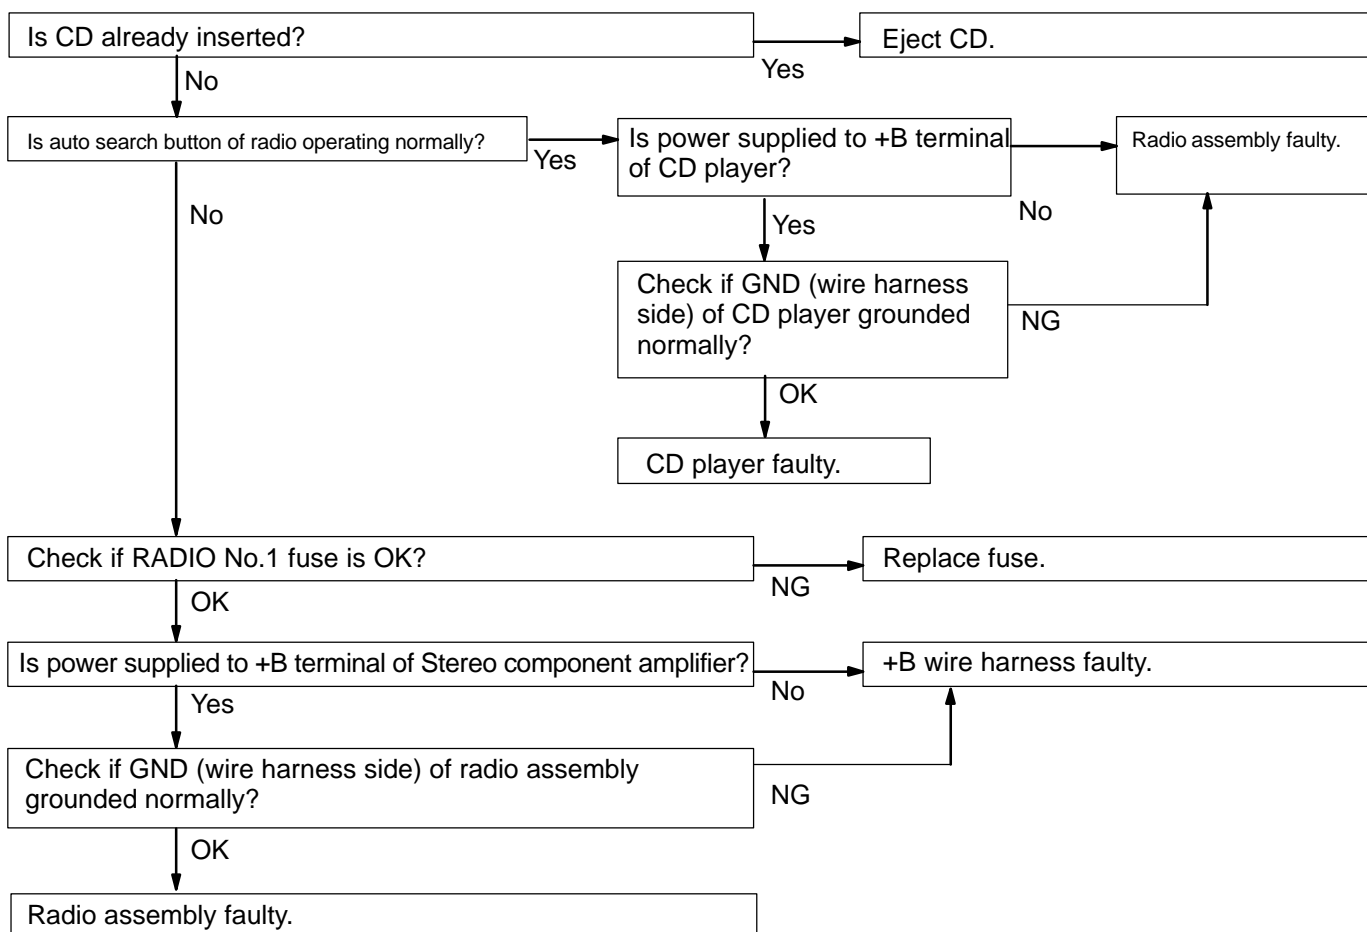 Is CD already inserted?
Yes
Eject CD.
No
Is auto search button of radio operating normally?
Yes
Is power supplied to +B terminal
of CD player?
No
Radio assembly faulty.
No
Yes
Check if GND (wire harness
side) of CD player grounded
normally?
NG
OK
CD player faulty.
Check if RADIO No.1 fuse is OK?
NG
Replace fuse.
OK
Is power supplied to +B terminal of Stereo component amplifier?
No
+B wire harness faulty.
Yes
Check if GND (wire harness side) of radio assembly
grounded normally?
NG
OK
Radio assembly faulty.